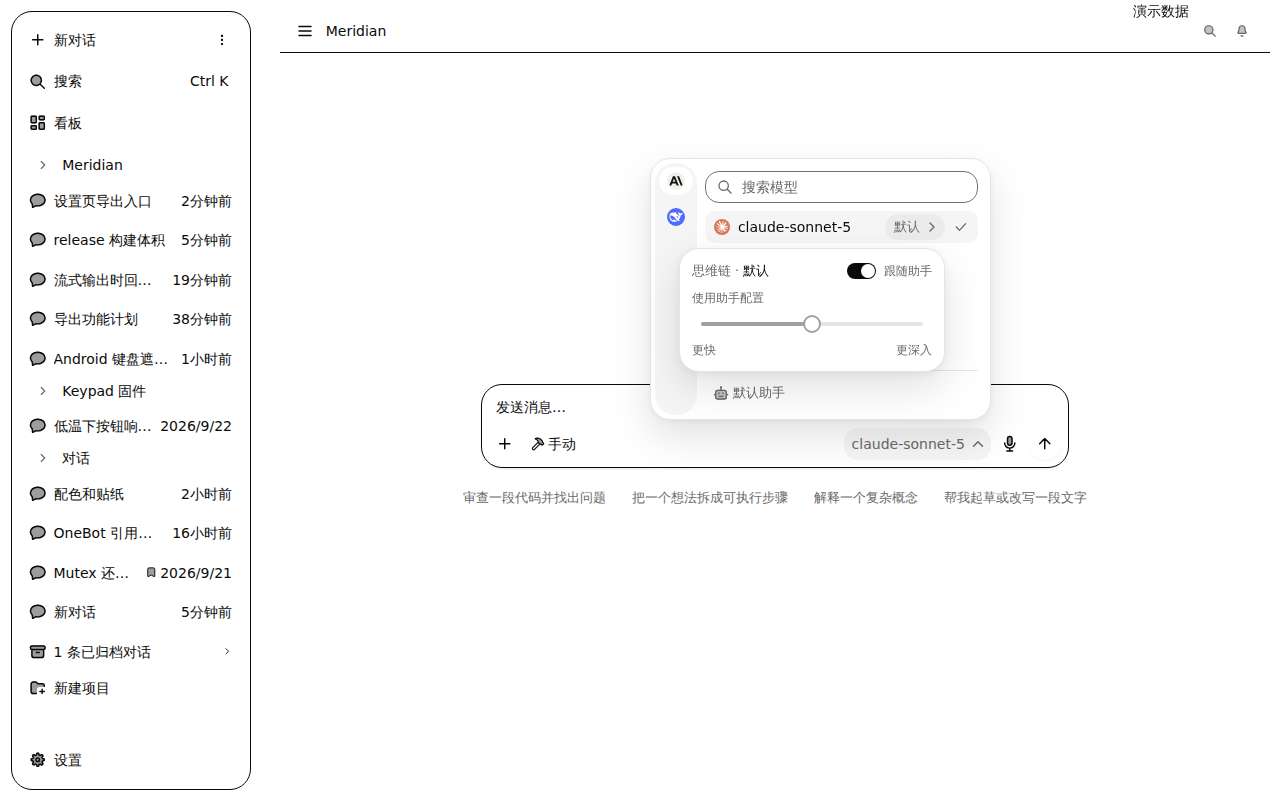 新对话
搜索 Ctrl K
看板
Meridian
设置页导出入口 2分钟前
release 构建体积 5分钟前
流式输出时回… 19分钟前
导出功能计划 38分钟前
Android 键盘遮… 1小时前
Keypad 固件
低温下按钮响… 2026/9/22
对话
配色和贴纸 2小时前
OneBot 引用… 16小时前
Mutex 还… 2026/9/21
新对话 5分钟前
1 条已归档对话
新建项目
设置
Meridian
演示数据
搜索模型
claude-sonnet-5 默认
思维链 · 默认 跟随助手
使用助手配置
更快 更深入
默认助手
发送消息…
手动 claude-sonnet-5
审查一段代码并找出问题 把一个想法拆成可执行步骤 解释一个复杂概念 帮我起草或改写一段文字